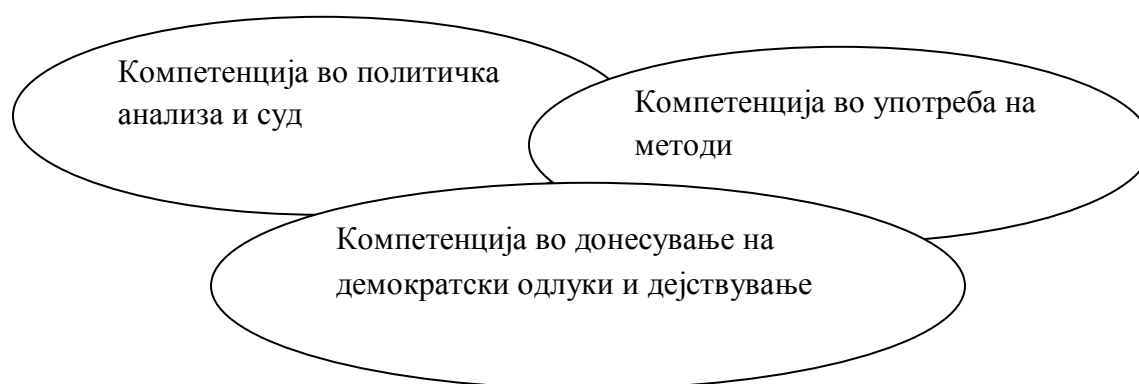 Компетенција во политичка
анализа и суд
Компетенција во употреба на
методи
Компетенција во донесување на
демократски одлуки и дејствување